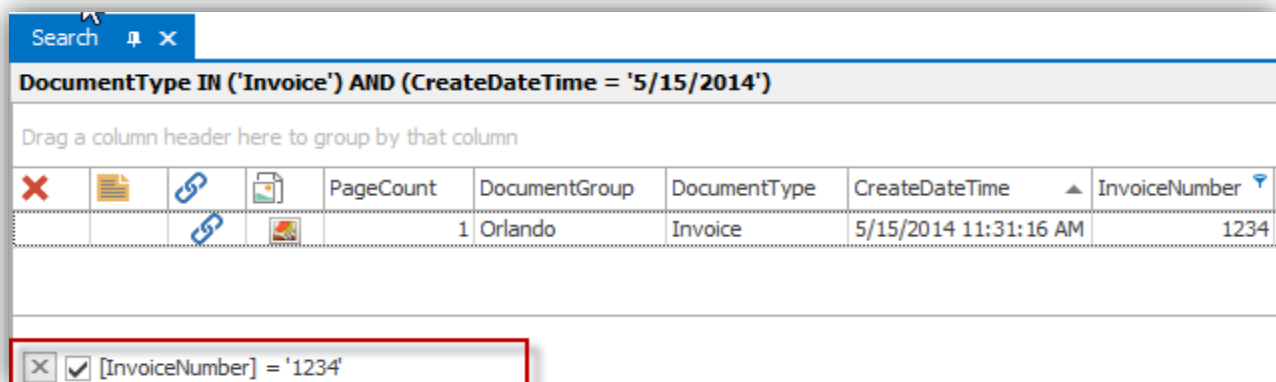 Search
DocumentType IN ('Invoice') AND (CreateDateTime = '5/15/2014')
Drag a column header here to group by that column
PageCount DocumentGroup DocumentType CreateDateTime InvoiceNumber
1 Orlando Invoice 5/15/2014 11:31:16 AM 1234
[InvoiceNumber] = '1234'